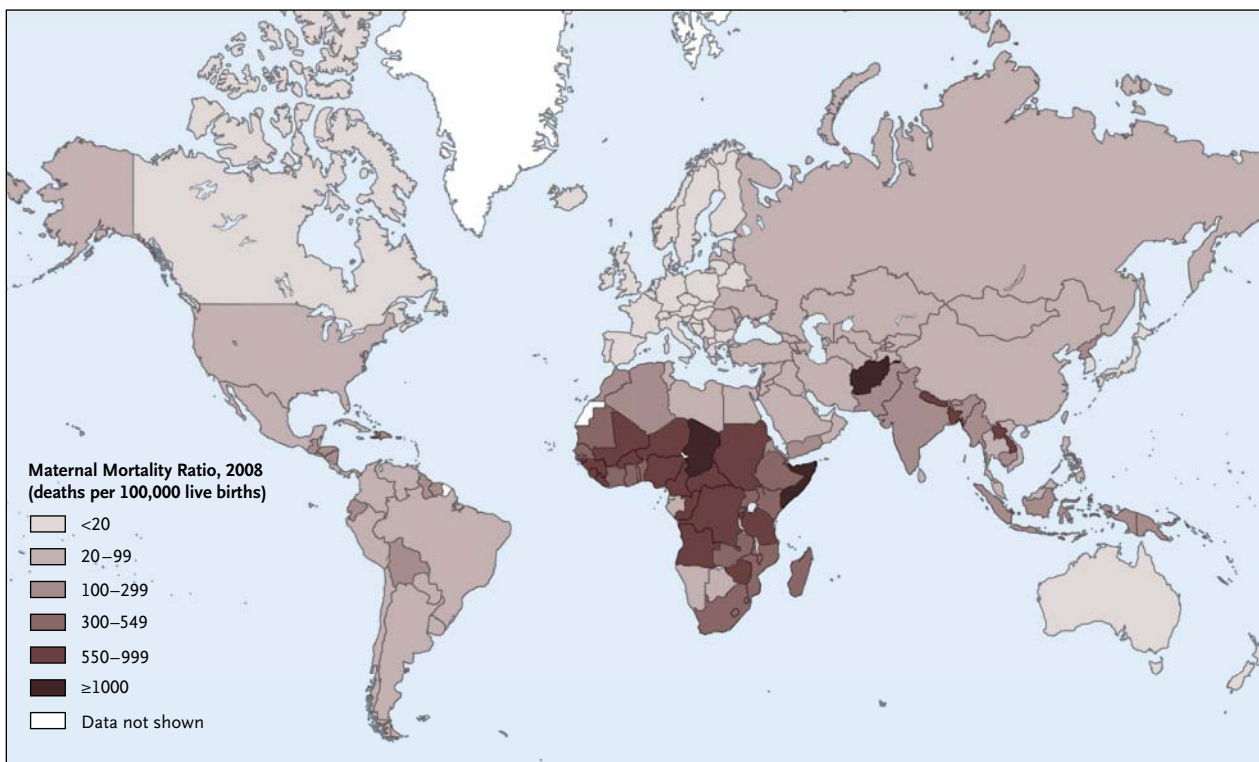 Maternal Mortality Ratio, 2008
(deaths per 100,000 live births)
<20
20–99
100–299
300–549
550–999
≥1000
Data not shown